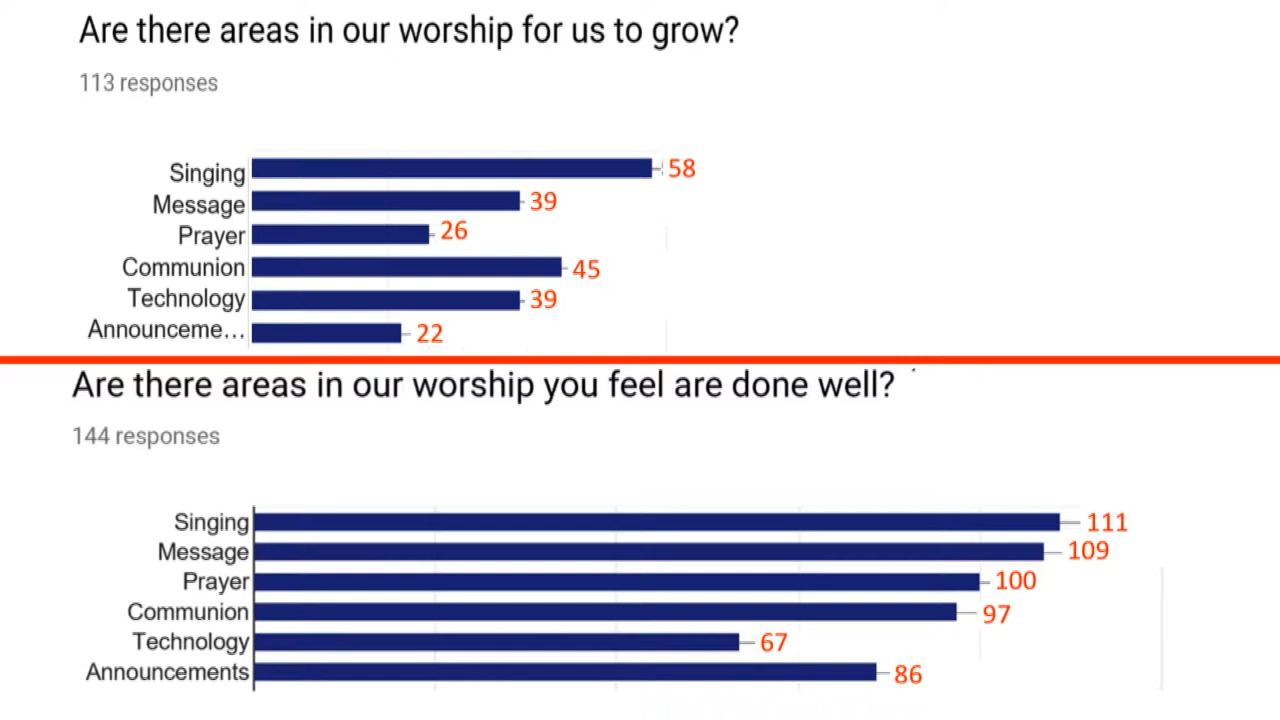 Are there areas in our worship for us to grow?
113 responses
Singing 58
Message 39
Prayer 26
Communion 45
Technology 39
Announceme... 22
Are there areas in our worship you feel are done well?
144 responses
Singing 111
Message 109
Prayer 100
Communion 97
Technology 67
Announcements 86